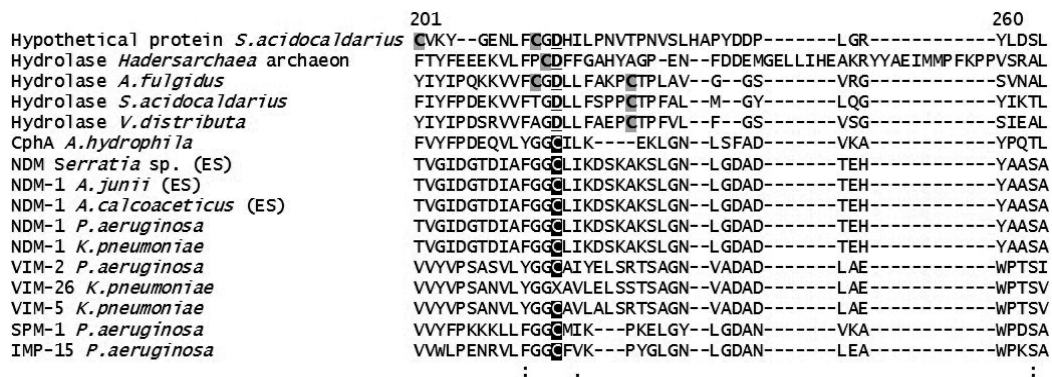 201 260
Hypothetical protein S.acidocaldarius CVKY--GENLFCGDHILPNVTPNVSLHAPYDDPL-------LGR-------------YLDSL
Hydrolase Hadersarchaea archaeon FTYFEEEKVLFPCDFFGAHYAGP-EN-FDDEMGELLIHEAKRYYAEIMMPFKPPVSRAL
Hydrolase A.fulgidus YIYIPQKKVVFCGDLLFAKPCTPLAV--G--GS-------VRG-------------SVNAL
Hydrolase S.acidocaldarius FIYFPDEKVVFTGDLLFSPPCTPFAL--M--GY-------LQG-------------YIKTL
Hydrolase V.distributa YIYIPDSRVVFAGDLLFAEPCTPFVL--F--GS-------VSG-------------SIEAL
CphA A.hydrophila FVYFPDEQVLYGGCILK----EKLGN--LSFAD-------VKA-------------YPQTL
NDM Serratia sp. (ES) TVGIDGTDIAFGGCLIKDSKAKSLGN--LGDAD-------TEH-------------YAASA
NDM-1 A.junii (ES) TVGIDGTDIAFGGCLIKDSKAKSLGN--LGDAD-------TEH-------------YAASA
NDM-1 A.calcoaceticus (ES) TVGIDGTDIAFGGCLIKDSKAKSLGN--LGDAD-------TEH-------------YAASA
NDM-1 P.aeruginosa TVGIDGTDIAFGGCLIKDSKAKSLGN--LGDAD-------TEH-------------YAASA
NDM-1 K.pneumoniae TVGIDGTDIAFGGCLIKDSKAKSLGN--LGDAD-------TEH-------------YAASA
VIM-2 P.aeruginosa VVYVPSASVLYGGCAIYELSRTSAGN--VADAD-------LAE-------------WPTSI
VIM-26 K.pneumoniae VVYVPSANVLYGGXAVLELSSTSAGN--VADAD-------LAE-------------WPTSV
VIM-5 K.pneumoniae VVYVPSANVLYGGCAVLALSRTSAGN--VADAD-------LAE-------------WPTSV
SPM-1 P.aeruginosa VVYFPKKKLLFGGCMIK---PKELGY--LGDAN-------VKA-------------WPDSA
IMP-15 P.aeruginosa VVWLPENRVLFGGCFVK---PYGLGN--LGDAN-------LEA-------------WPKSA
: . :